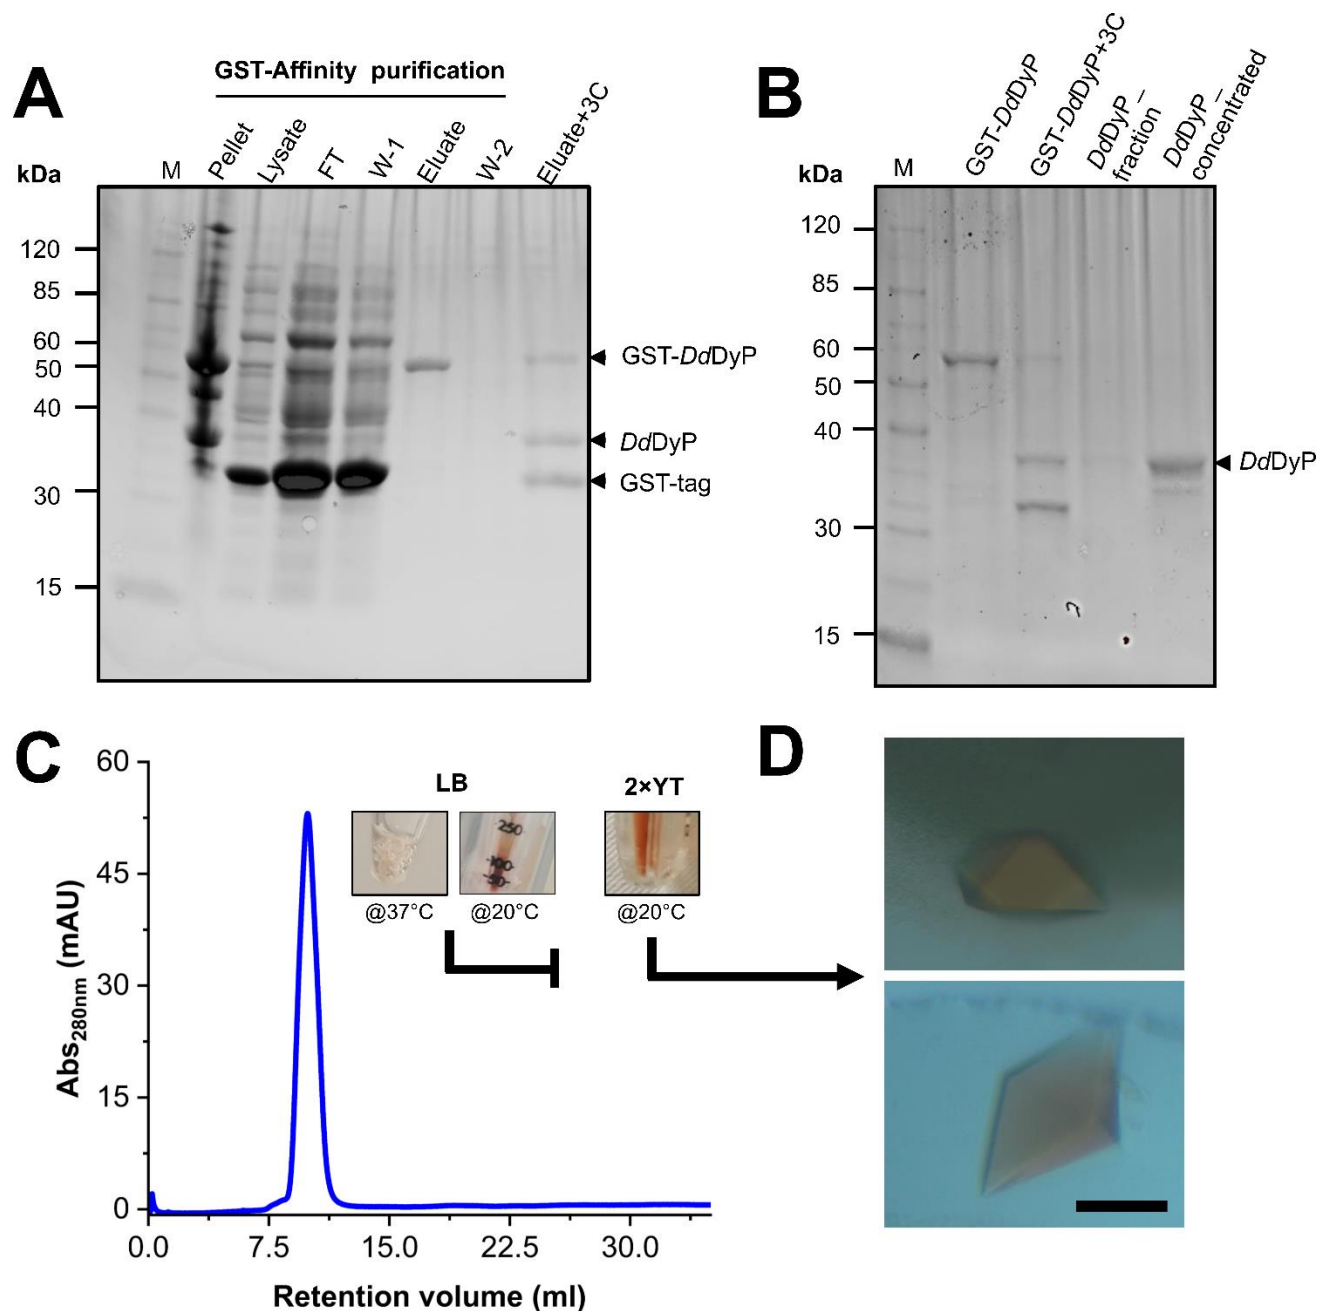 A
GST-Affinity purification
kDa
M
Pellet
Lysate
FT
W-1
Eluate
W-2
Eluate+3C
120
85
60
50
40
30
15
GST-DdDyP
DdDyP
GST-tag
B
kDa
M
GST-DdDyP
GST-DdDyP+3C
DdDyP_
fraction
DdDyP_
concentrated
120
85
60
50
40
30
15
DdDyP
C
60
45
30
15
0
Abs280nm (mAU)
0.0 7.5 15.0 22.5 30.0
Retention volume (ml)
LB
2×YT
250
100
50
@37°C
@20°C
@20°C
D